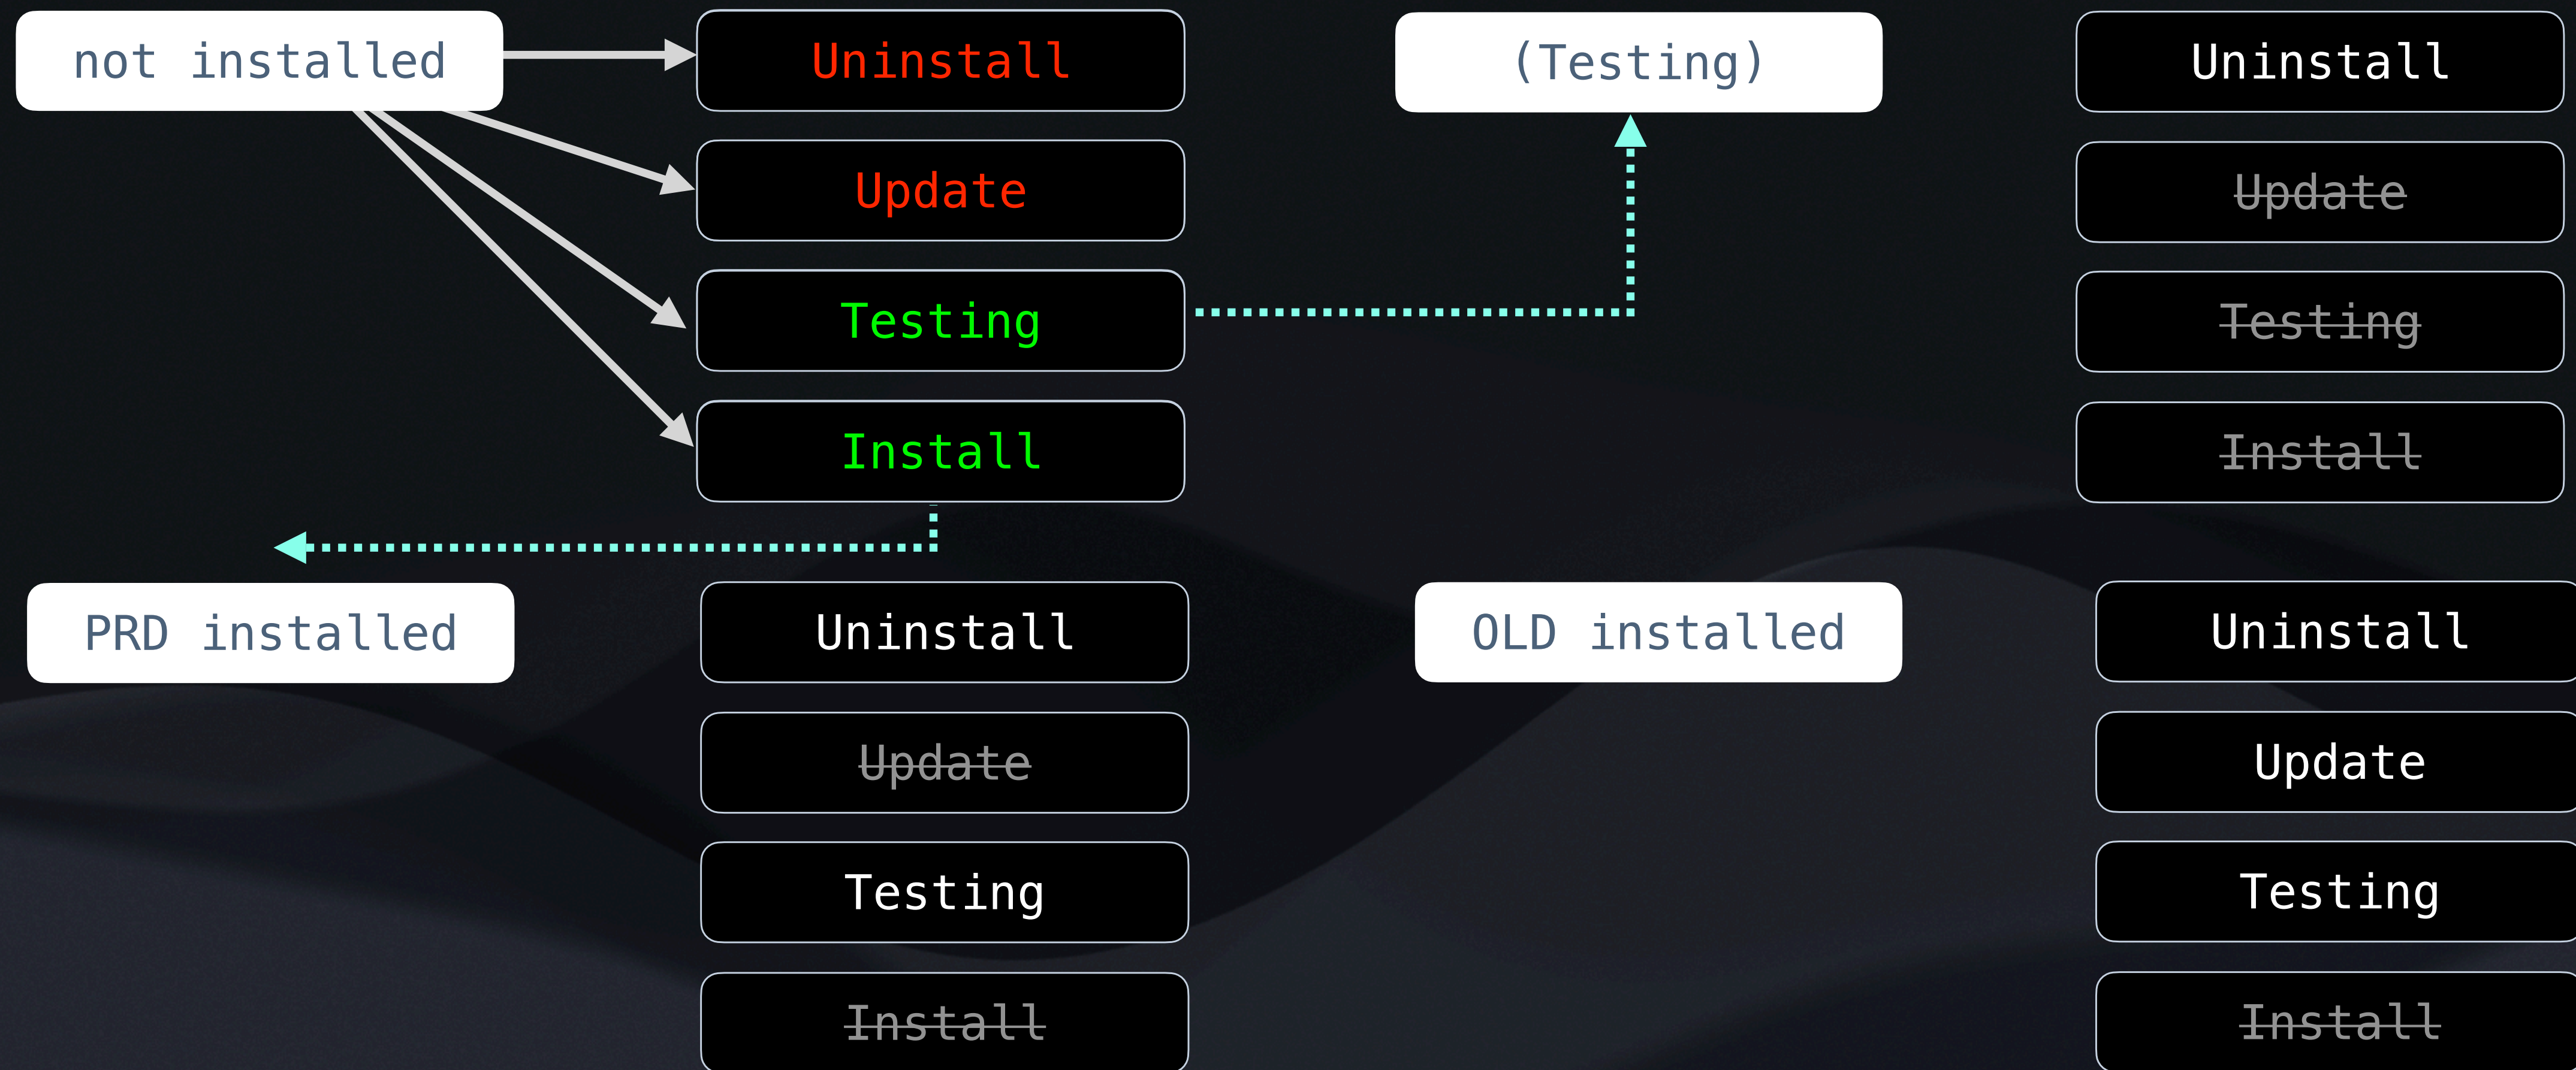 not installed
Uninstall
Update
Testing
Install
(Testing)
Uninstall
Update
Testing
Install
PRD installed
Uninstall
Update
Testing
Install
OLD installed
Uninstall
Update
Testing
Install